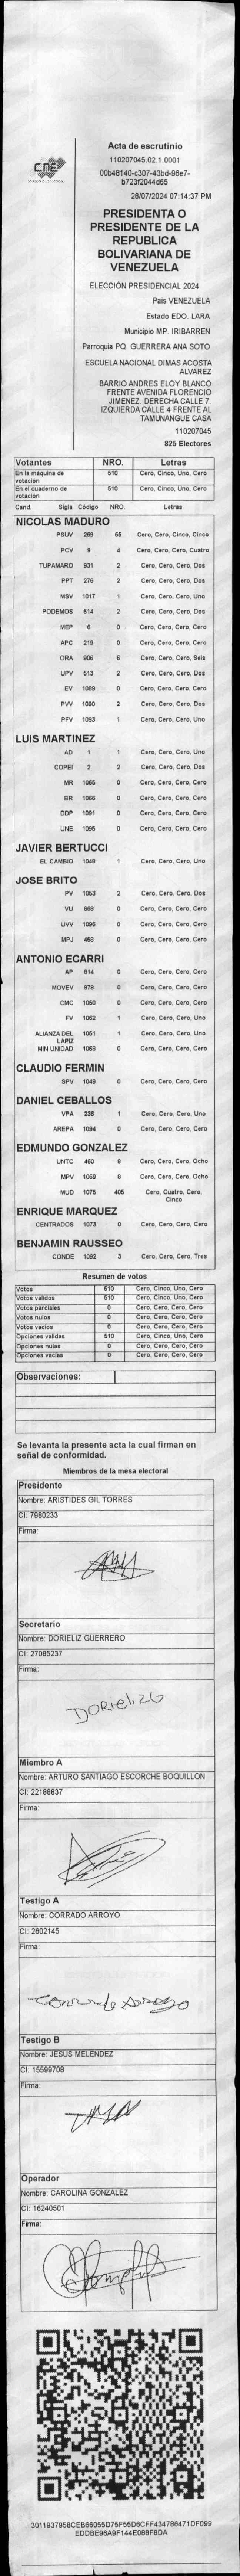 CNE
Acta de escrutinio
110207045.02.1.0001
00b48140-c307-43bd-86e7-
b723f2044d65
28/07/2024 07:14:37 PM
PRESIDENTA O
PRESIDENTE DE LA
REPUBLICA
BOLIVARIANA DE
VENEZUELA
ELECCIÓN PRESIDENCIAL 2024
País VENEZUELA
Estado EDO. LARA
Municipio MP. IRIBARREN
Parroquia PQ. GUERRERA ANA SOTO
ESCUELA NACIONAL DIMAS ACOSTA
ALVAREZ
BARRIO ANDRES ELOY BLANCO
FRENTE AVENIDA FLORENCIO
JIMENEZ. DERECHA CALLE 7.
IZQUIERDA CALLE 4 FRENTE AL
TAMUNANGUE CASA
110207045
825 Electores
Votantes NRO. Letras
En la máquina de votación 510 Cero, Cinco, Uno, Cero
En el cuaderno de votación 510 Cero, Cinco, Uno, Cero
Cand. Sigla Código NRO. Letras
NICOLAS MADURO
PSUV 269 55 Cero, Cero, Cinco, Cinco
PCV 9 4 Cero, Cero, Cero, Cuatro
TUPAMARO 931 2 Cero, Cero, Cero, Dos
PPT 276 2 Cero, Cero, Cero, Dos
MSV 1017 1 Cero, Cero, Cero, Uno
PODEMOS 514 2 Cero, Cero, Cero, Dos
MEP 6 0 Cero, Cero, Cero, Cero
APC 219 0 Cero, Cero, Cero, Cero
ORA 906 6 Cero, Cero, Cero, Seis
UPV 513 2 Cero, Cero, Cero, Dos
EV 1089 0 Cero, Cero, Cero, Cero
PVV 1090 2 Cero, Cero, Cero, Dos
PFV 1093 1 Cero, Cero, Cero, Uno
LUIS MARTINEZ
AD 1 1 Cero, Cero, Cero, Uno
COPEI 2 2 Cero, Cero, Cero, Dos
MR 1065 0 Cero, Cero, Cero, Cero
BR 1066 0 Cero, Cero, Cero, Cero
DDP 1091 0 Cero, Cero, Cero, Cero
UNE 1095 0 Cero, Cero, Cero, Cero
JAVIER BERTUCCI
EL CAMBIO 1048 1 Cero, Cero, Cero, Uno
JOSE BRITO
PV 1053 2 Cero, Cero, Cero, Dos
VU 868 0 Cero, Cero, Cero, Cero
UVV 1096 0 Cero, Cero, Cero, Cero
MPJ 458 0 Cero, Cero, Cero, Cero
ANTONIO ECARRI
AP 614 0 Cero, Cero, Cero, Cero
MOVEV 878 0 Cero, Cero, Cero, Cero
CMC 1050 0 Cero, Cero, Cero, Cero
FV 1062 1 Cero, Cero, Cero, Uno
ALIANZA DEL LAPIZ 1051 1 Cero, Cero, Cero, Uno
MIN UNIDAD 1068 0 Cero, Cero, Cero, Cero
CLAUDIO FERMIN
SPV 1049 0 Cero, Cero, Cero, Cero
DANIEL CEBALLOS
VPA 236 1 Cero, Cero, Cero, Uno
AREPA 1094 0 Cero, Cero, Cero, Cero
EDMUNDO GONZALEZ
UNTC 460 8 Cero, Cero, Cero, Ocho
MPV 1069 8 Cero, Cero, Cero, Ocho
MUD 1075 405 Cero, Cuatro, Cero, Cinco
ENRIQUE MARQUEZ
CENTRADOS 1073 0 Cero, Cero, Cero, Cero
BENJAMIN RAUSSEO
CONDE 1092 3 Cero, Cero, Cero, Tres
Resumen de votos
Votos 510 Cero, Cinco, Uno, Cero
Votos validos 510 Cero, Cinco, Uno, Cero
Votos parciales 0 Cero, Cero, Cero, Cero
Votos nulos 0 Cero, Cero, Cero, Cero
Votos vacíos 0 Cero, Cero, Cero, Cero
Opciones validas 510 Cero, Cinco, Uno, Cero
Opciones nulas 0 Cero, Cero, Cero, Cero
Opciones vacias 0 Cero, Cero, Cero, Cero
Observaciones:
Se levanta la presente acta la cual firman en
señal de conformidad.
Miembros de la mesa electoral
Presidente
Nombre: ARISTIDES GIL TORRES
CI: 7980233
Firma:
Secretario
Nombre: DORIELIZ GUERRERO
CI: 27085237
Firma:
DORIELIZG
Miembro A
Nombre: ARTURO SANTIAGO ESCORCHE BOQUILLON
CI: 22186637
Firma:
Testigo A
Nombre: CORRADO ARROYO
CI: 2602145
Firma:
Corrado Arroyo
Testigo B
Nombre: JESUS MELENDEZ
CI: 15599708
Firma:
Operador
Nombre: CAROLINA GONZALEZ
CI: 16240501
Firma:
3011937958CEB66055D75F55D6CFF434786471DF099
EDDBE96A9F144E086F8DA